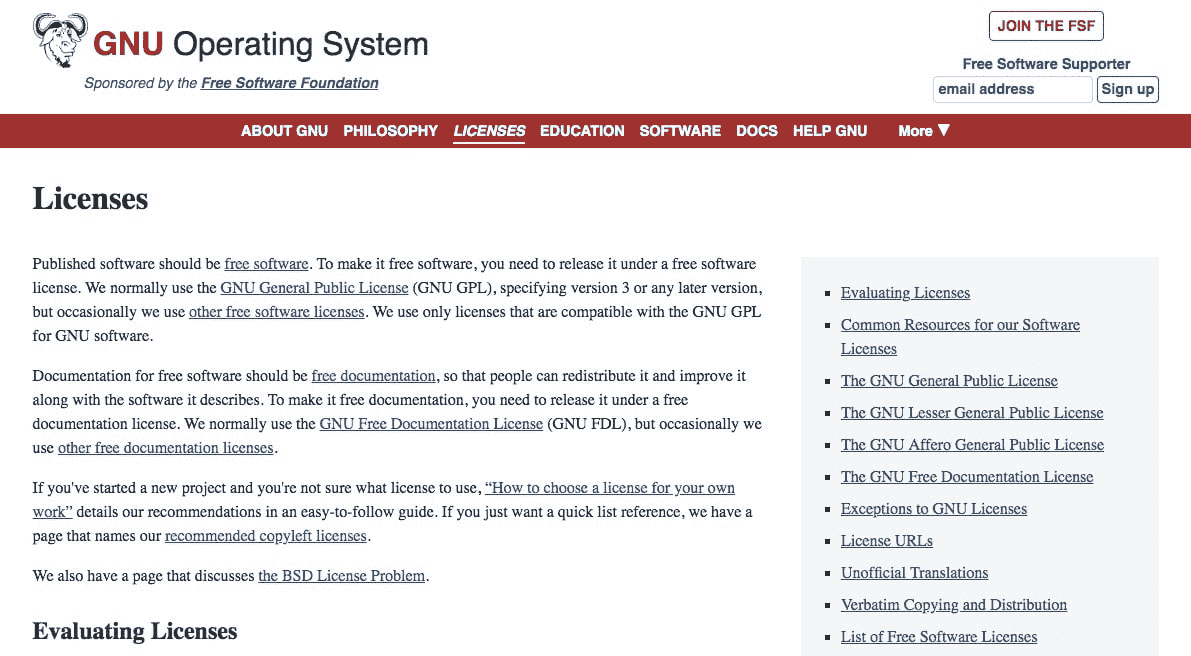 GNU Operating System
Sponsored by the Free Software Foundation
JOIN THE FSF
Free Software Supporter
email address
Sign up
ABOUT GNU PHILOSOPHY LICENSES EDUCATION SOFTWARE DOCS HELP GNU More ▼
Licenses
Published software should be free software. To make it free software, you need to release it under a free software
license. We normally use the GNU General Public License (GNU GPL), specifying version 3 or any later version,
but occasionally we use other free software licenses. We use only licenses that are compatible with the GNU GPL
for GNU software.
Documentation for free software should be free documentation, so that people can redistribute it and improve it
along with the software it describes. To make it free documentation, you need to release it under a free
documentation license. We normally use the GNU Free Documentation License (GNU FDL), but occasionally we
use other free documentation licenses.
If you've started a new project and you're not sure what license to use, “How to choose a license for your own
work” details our recommendations in an easy-to-follow guide. If you just want a quick list reference, we have a
page that names our recommended copyleft licenses.
We also have a page that discusses the BSD License Problem.
Evaluating Licenses
Evaluating Licenses
Common Resources for our Software
Licenses
The GNU General Public License
The GNU Lesser General Public License
The GNU Affero General Public License
The GNU Free Documentation License
Exceptions to GNU Licenses
License URLs
Unofficial Translations
Verbatim Copying and Distribution
List of Free Software Licenses